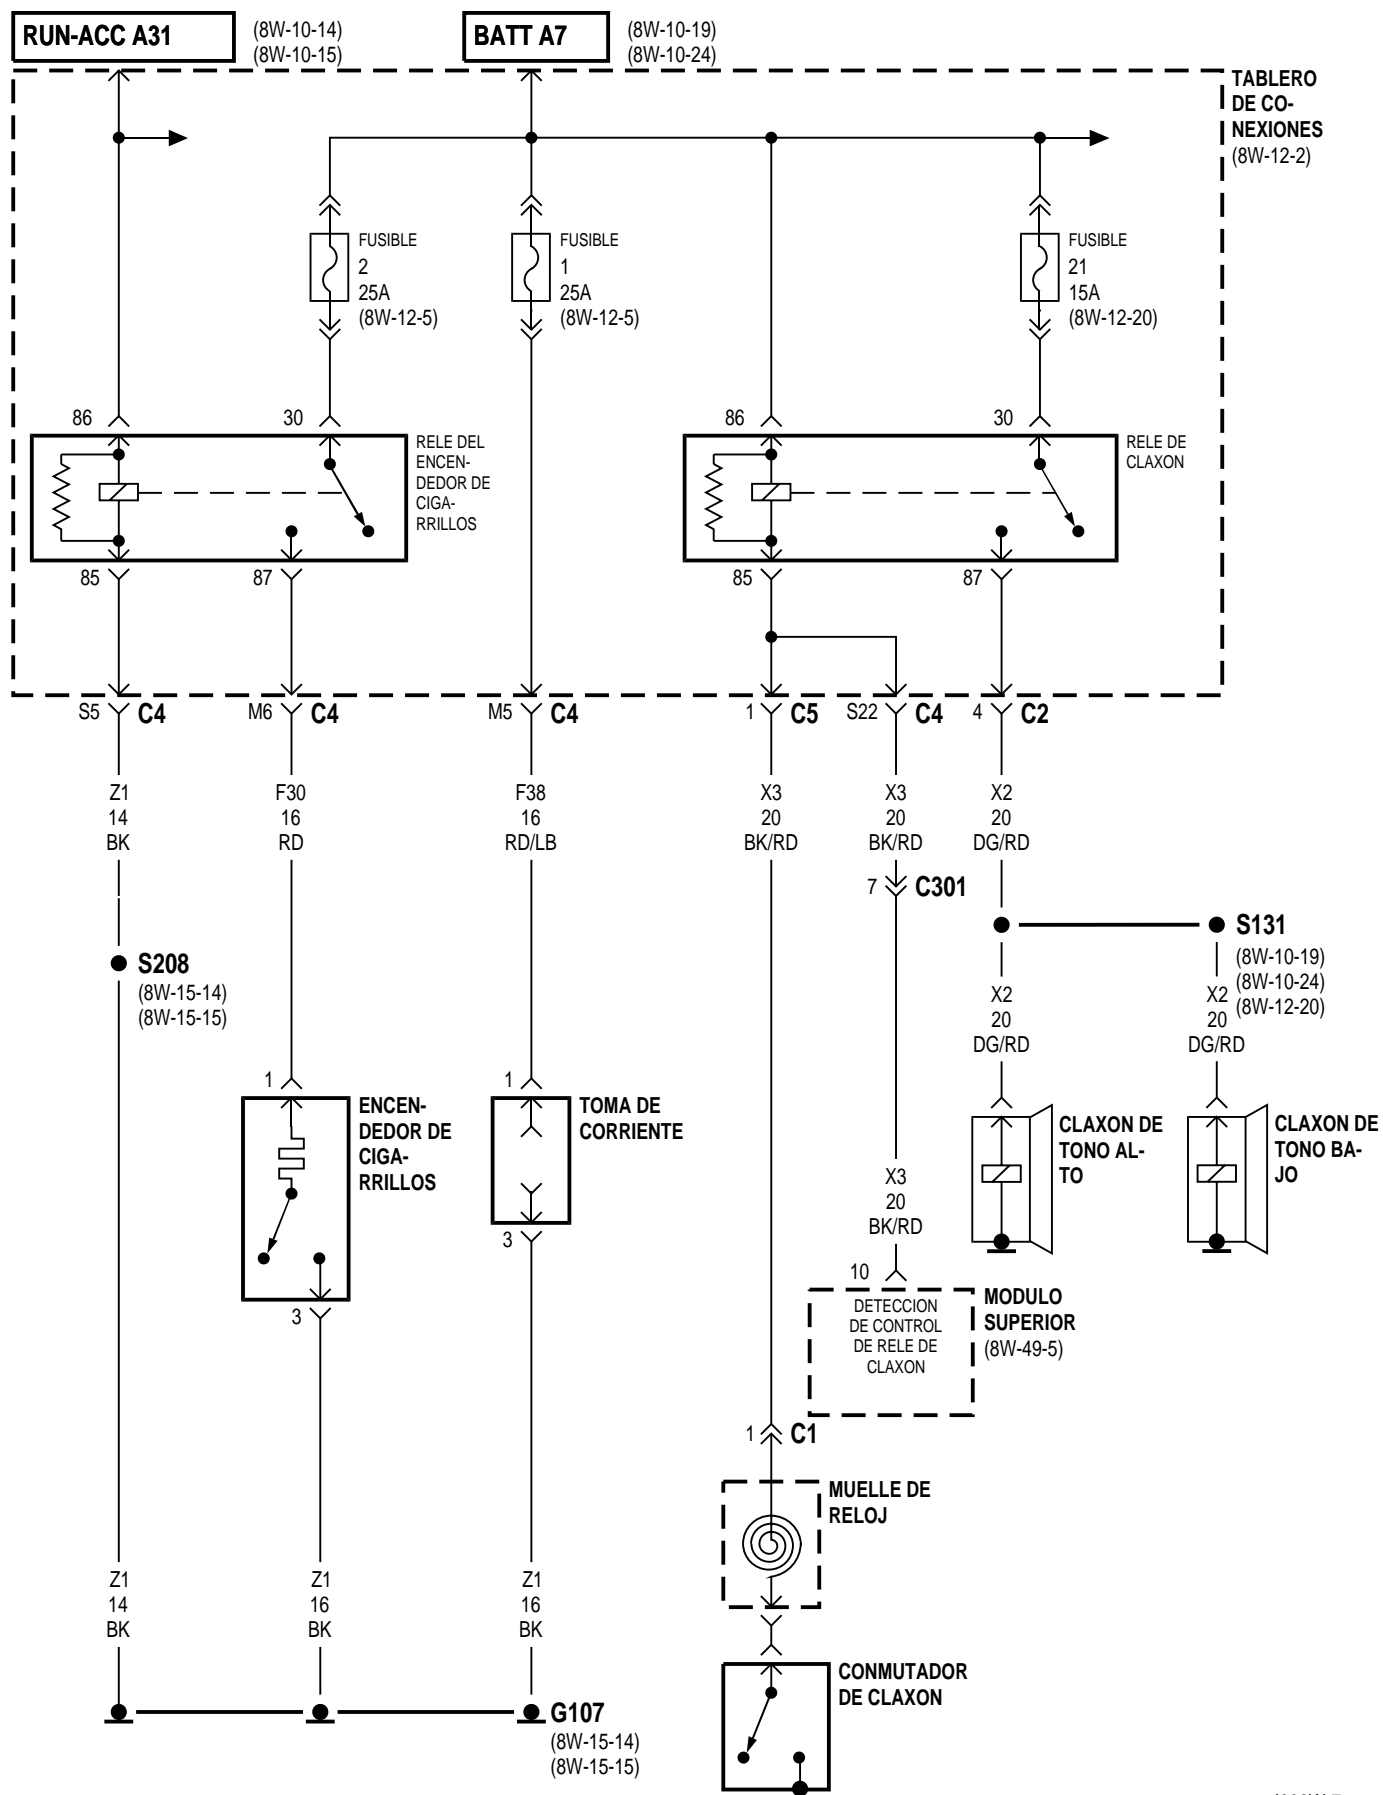 RUN-ACC A31
(8W-10-14)
(8W-10-15)
BATT A7
(8W-10-19)
(8W-10-24)
TABLERO
DE CO-
NEXIONES
(8W-12-2)
FUSIBLE
2
25A
(8W-12-5)
FUSIBLE
1
25A
(8W-12-5)
FUSIBLE
21
15A
(8W-12-20)
86
30
RELE DEL
ENCEN-
DEDOR DE
CIGA-
RRILLOS
86
30
RELE DE
CLAXON
85
87
85
87
S5
C4
M6
C4
M5
C4
1
C5
S22
C4
4
C2
Z1
14
BK
F30
16
RD
F38
16
RD/LB
X3
20
BK/RD
X3
20
BK/RD
X2
20
DG/RD
7
C301
S131
(8W-10-19)
(8W-10-24)
(8W-12-20)
S208
(8W-15-14)
(8W-15-15)
X2
20
DG/RD
X2
20
DG/RD
1
ENCEN-
DEDOR DE
CIGA-
RRILLOS
3
1
TOMA DE
CORRIENTE
3
CLAXON DE
TONO AL-
TO
CLAXON DE
TONO BA-
JO
X3
20
BK/RD
10
DETECCION
DE CONTROL
DE RELE DE
CLAXON
MODULO
SUPERIOR
(8W-49-5)
1
C1
MUELLE DE
RELOJ
Z1
14
BK
Z1
16
BK
Z1
16
BK
CONMUTADOR
DE CLAXON
G107
(8W-15-14)
(8W-15-15)